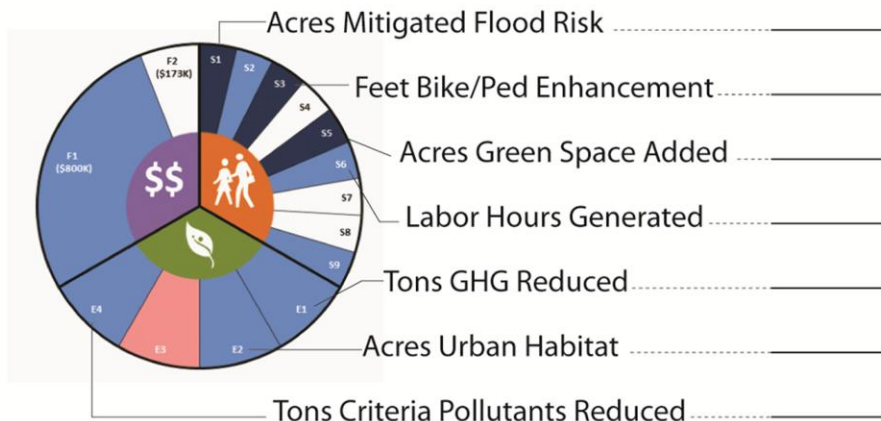 Acres Mitigated Flood Risk
Feet Bike/Ped Enhancement
Acres Green Space Added
Labor Hours Generated
Tons GHG Reduced
Acres Urban Habitat
Tons Criteria Pollutants Reduced
F2
($173K)
F1
($800K)
$$
S1
S2
S3
S4
S5
S6
S7
S8
S9
E1
E2
E3
E4